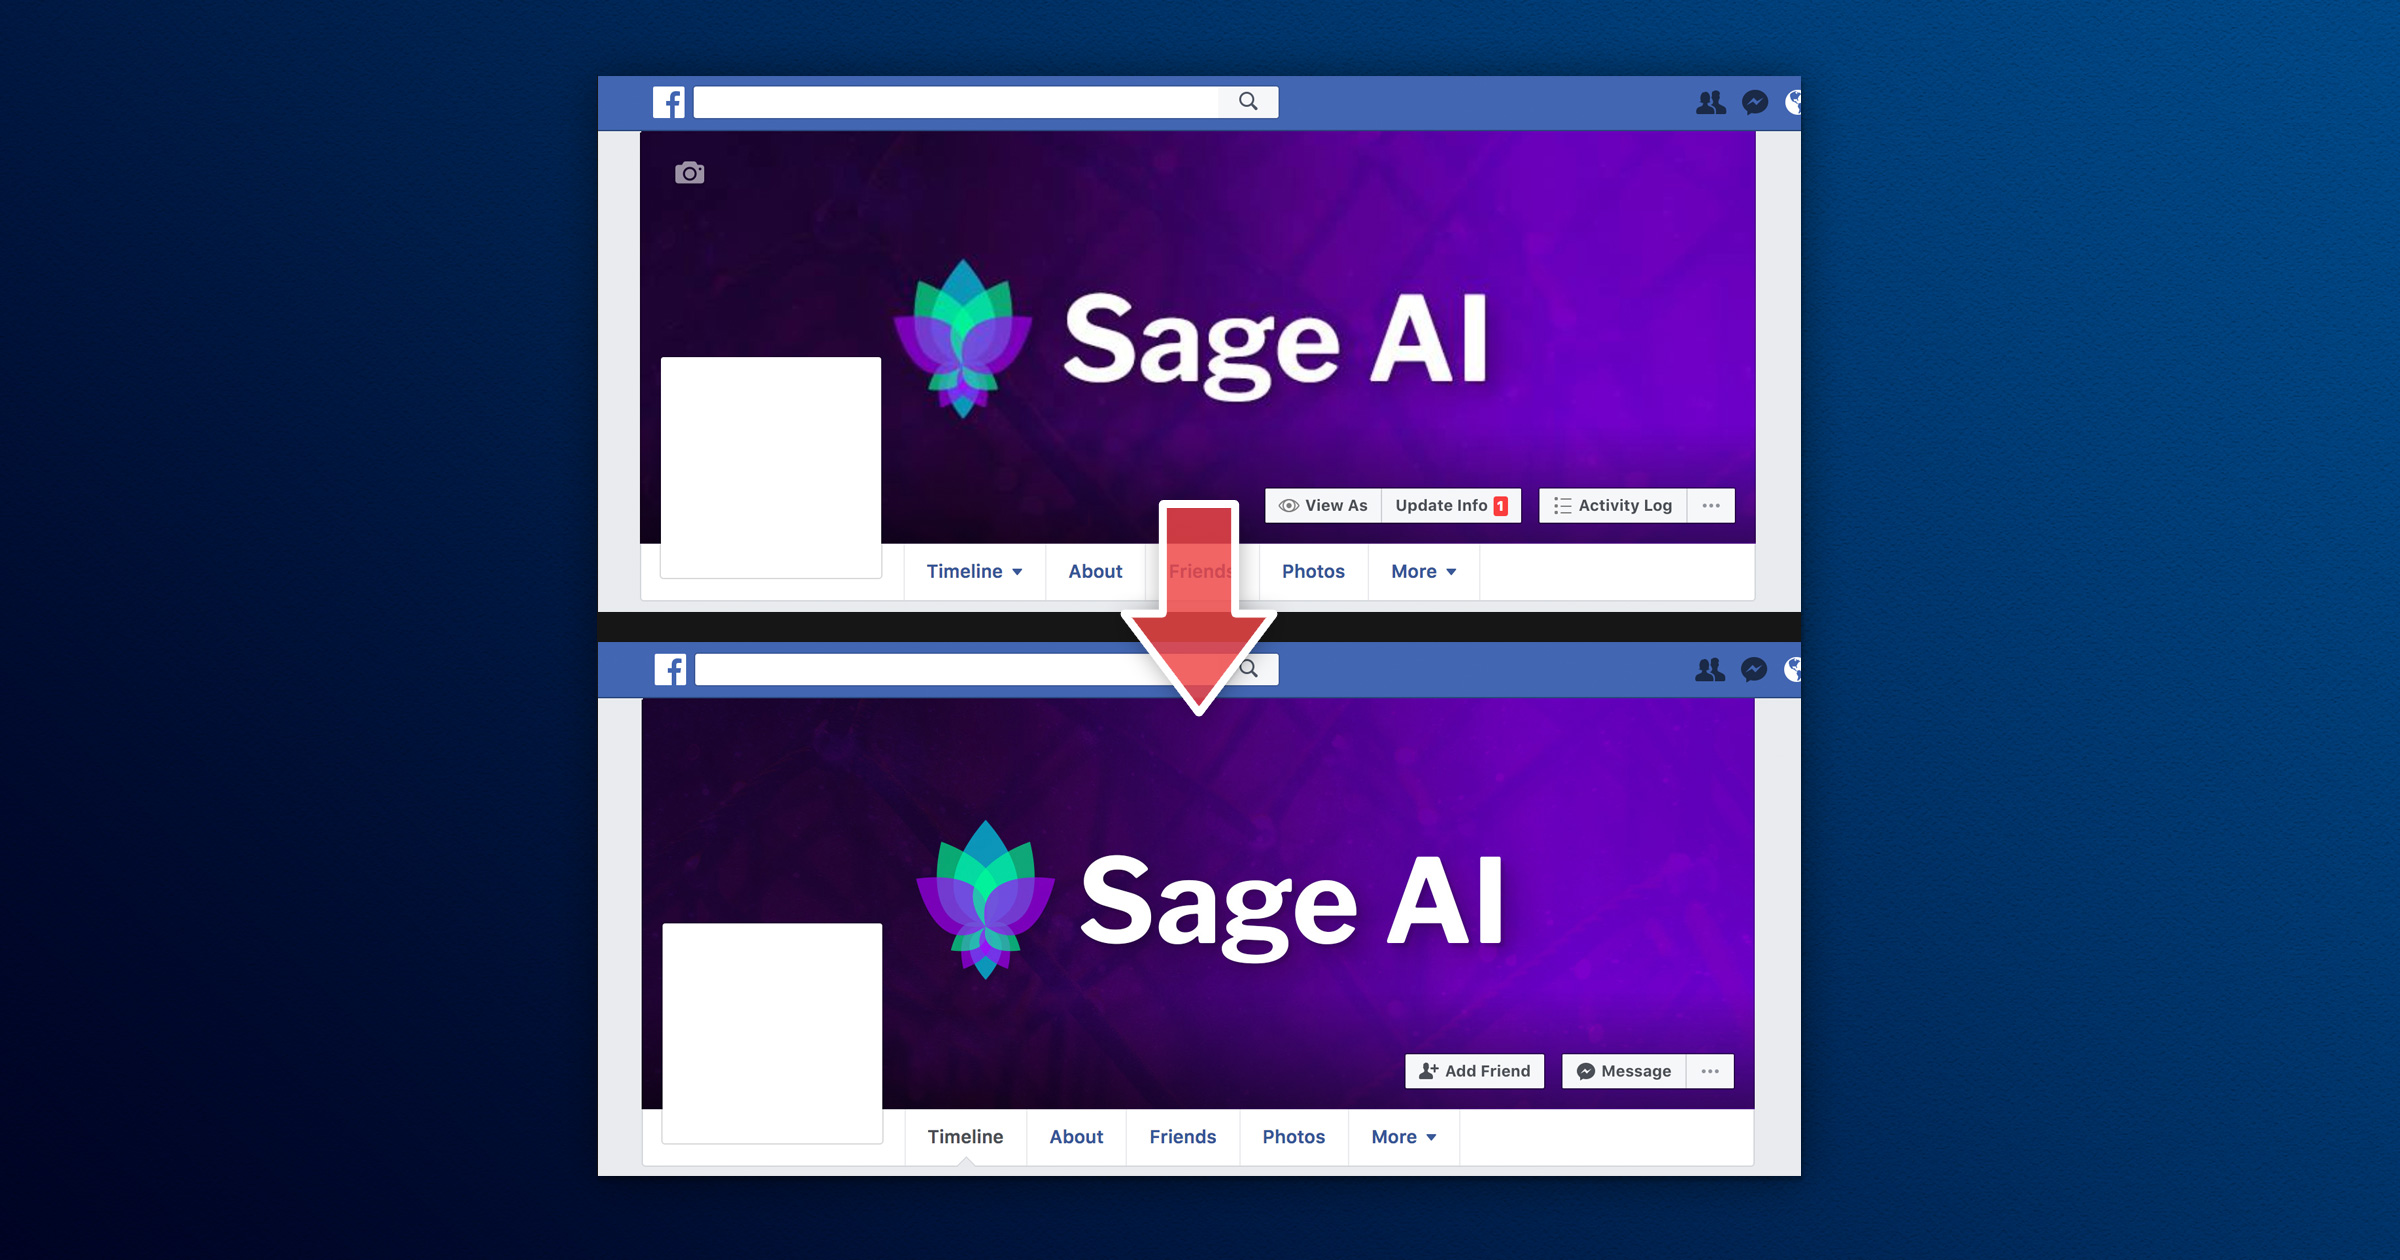 Sage AI
View As
Update Info 1
Activity Log
Timeline
About
Friends
Photos
More
Sage AI
Add Friend
Message
Timeline
About
Friends
Photos
More